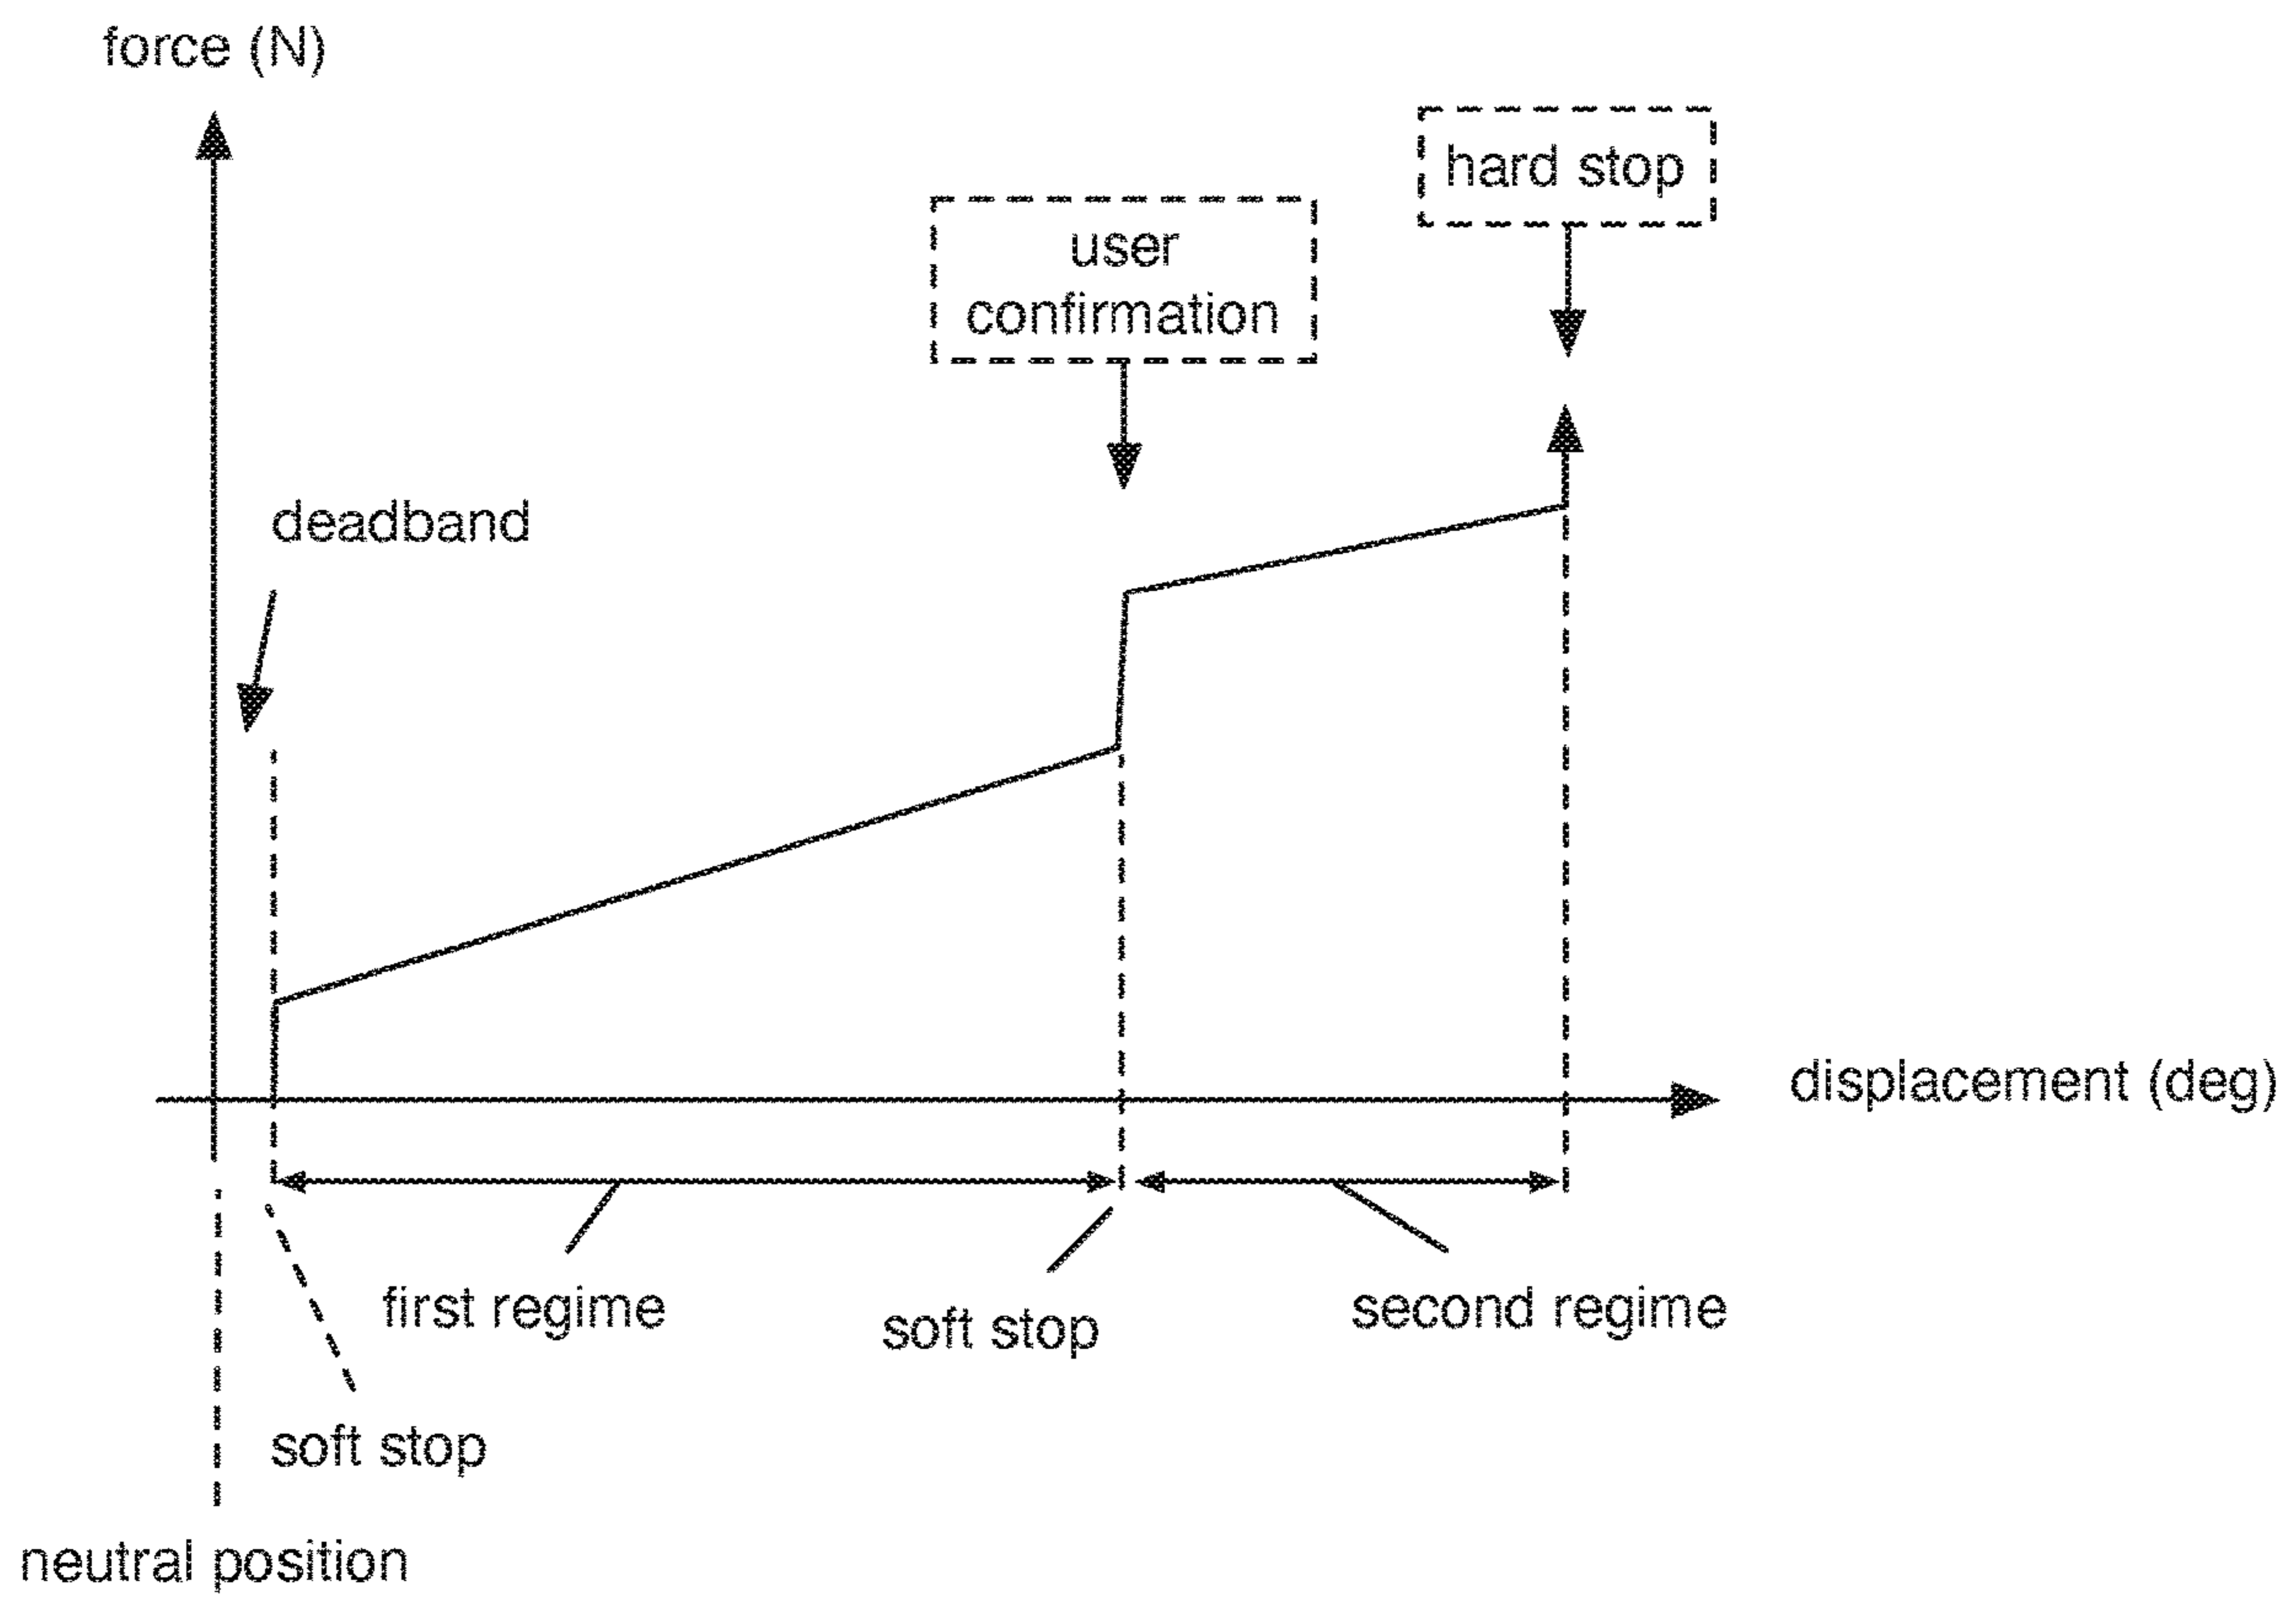 force (N)
hard stop
user
confirmation
deadband
displacement (deg)
first regime
soft stop
second regime
soft stop
neutral position